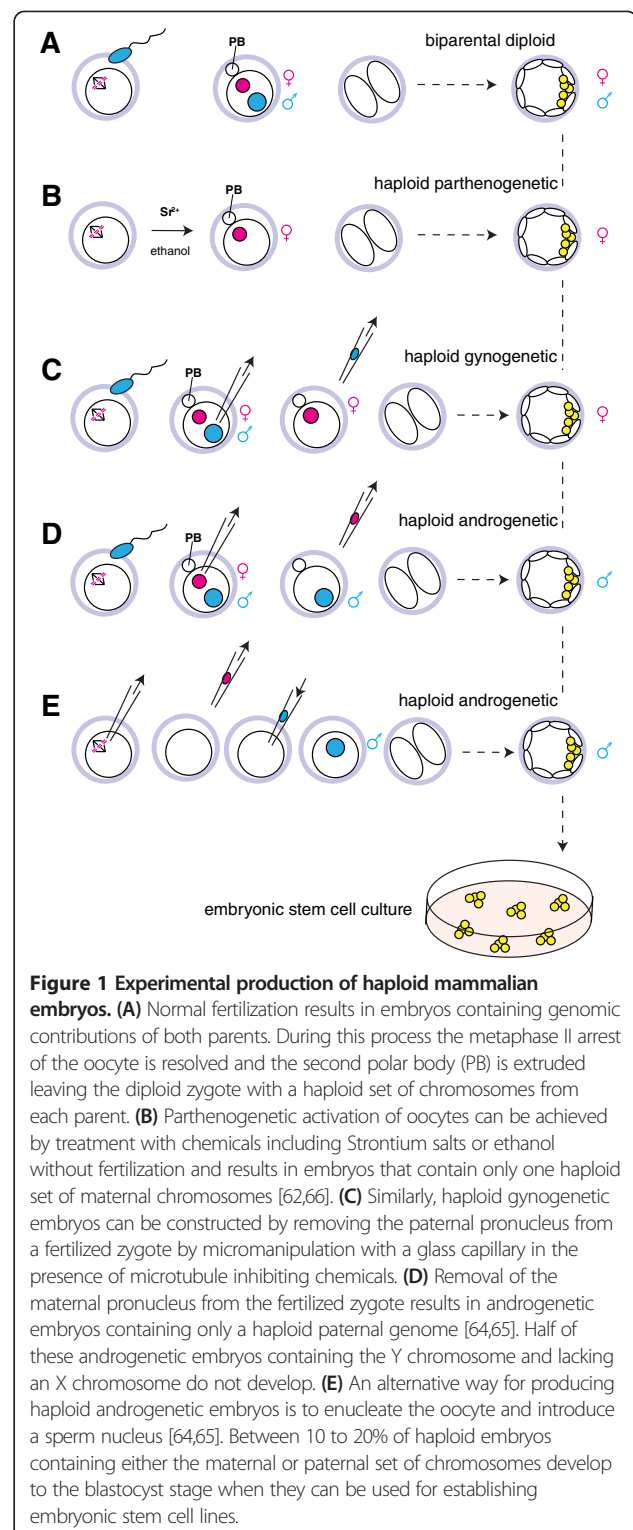 A
PB
biparental diploid
♀
♂
♀
♂
B
Sr²⁺
ethanol
PB
haploid parthenogenetic
♀
♀
C
PB
haploid gynogenetic
♀
♂
♀
♀
D
PB
haploid androgenetic
♀
♂
♂
♂
E
haploid androgenetic
♂
♂
embryonic stem cell culture
Figure 1 Experimental production of haploid mammalian
embryos. (A) Normal fertilization results in embryos containing genomic
contributions of both parents. During this process the metaphase II arrest
of the oocyte is resolved and the second polar body (PB) is extruded
leaving the diploid zygote with a haploid set of chromosomes from
each parent. (B) Parthenogenetic activation of oocytes can be achieved
by treatment with chemicals including Strontium salts or ethanol
without fertilization and results in embryos that contain only one haploid
set of maternal chromosomes [62,66]. (C) Similarly, haploid gynogenetic
embryos can be constructed by removing the paternal pronucleus from
a fertilized zygote by micromanipulation with a glass capillary in the
presence of microtubule inhibiting chemicals. (D) Removal of the
maternal pronucleus from the fertilized zygote results in androgenetic
embryos containing only a haploid paternal genome [64,65]. Half of
these androgenetic embryos containing the Y chromosome and lacking
an X chromosome do not develop. (E) An alternative way for producing
haploid androgenetic embryos is to enucleate the oocyte and introduce
a sperm nucleus [64,65]. Between 10 to 20% of haploid embryos
containing either the maternal or paternal set of chromosomes develop
to the blastocyst stage when they can be used for establishing
embryonic stem cell lines.